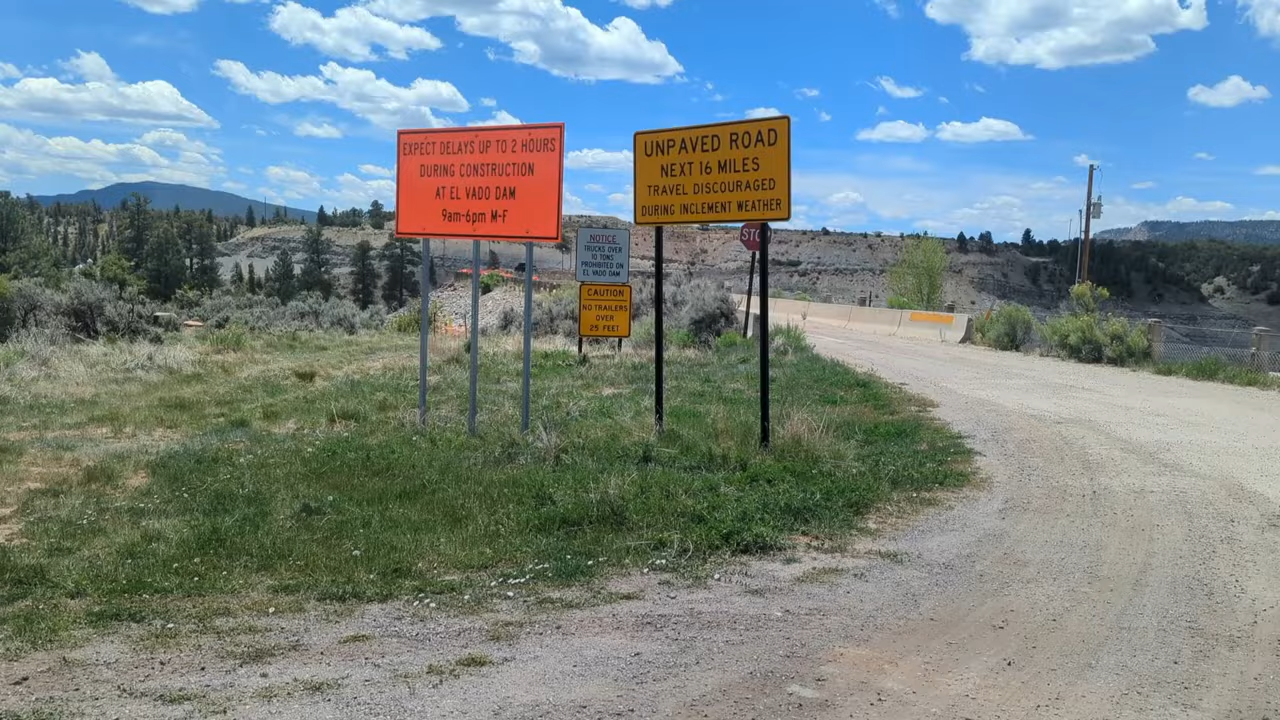 EXPECT DELAYS UP TO 2 HOURS
DURING CONSTRUCTION
AT EL VADO DAM
9am-6pm M-F
NOTICE
TRUCKS OVER
10 TONS
PROHIBITED ON
EL VADO DAM
CAUTION
NO TRAILERS
OVER
25 FEET
UNPAVED ROAD
NEXT 16 MILES
TRAVEL DISCOURAGED
DURING INCLEMENT WEATHER
STO